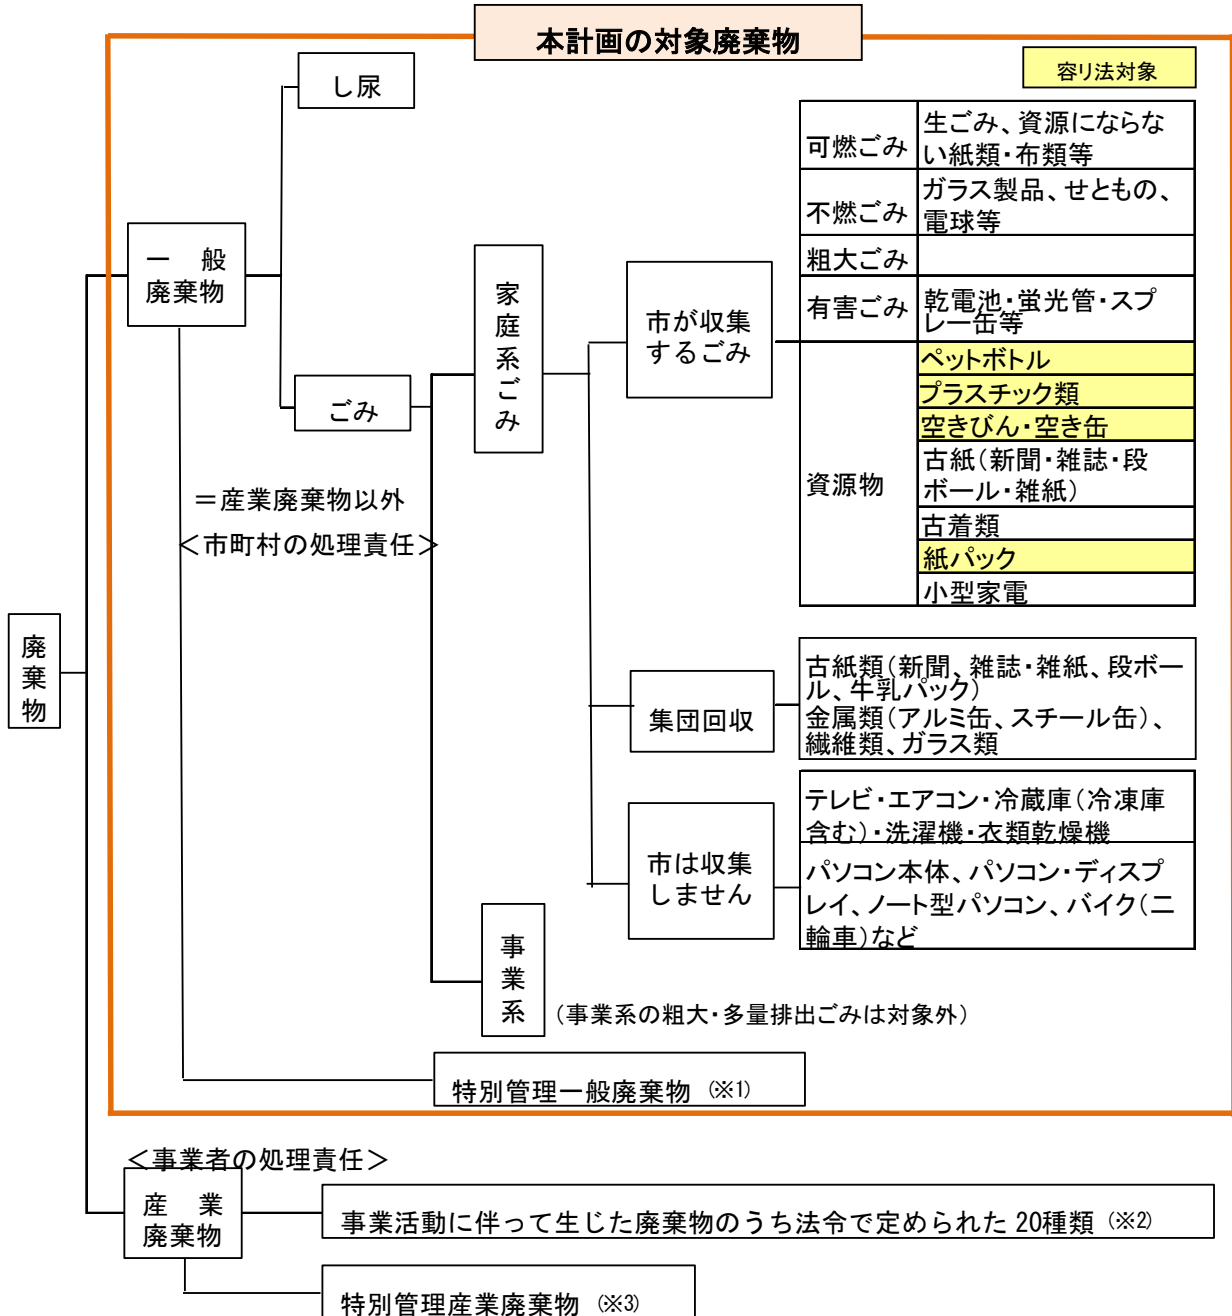 本計画の対象廃棄物
容リ法対象
し尿
可燃ごみ
生ごみ、資源にならな
い紙類・布類等
不燃ごみ
ガラス製品、せともの、
電球等
粗大ごみ
有害ごみ
乾電池・蛍光管・スプ
レー缶等
資源物
ペットボトル
プラスチック類
空きびん・空き缶
古紙(新聞・雑誌・段
ボール・雑紙)
古着類
紙パック
小型家電
一　般
廃棄物
家庭系ごみ
市が収集
するごみ
ごみ
＝産業廃棄物以外
＜市町村の処理責任＞
廃棄物
集団回収
古紙類(新聞、雑誌・雑紙、段ボー
ル、牛乳パック)
金属類(アルミ缶、スチール缶)、
繊維類、ガラス類
市は収集
しません
テレビ・エアコン・冷蔵庫(冷凍庫
含む)・洗濯機・衣類乾燥機
パソコン本体、パソコン・ディスプ
レイ、ノート型パソコン、バイク(二
輪車)など
事業系
(事業系の粗大・多量排出ごみは対象外)
特別管理一般廃棄物 (※1)
＜事業者の処理責任＞
産　業
廃棄物
事業活動に伴って生じた廃棄物のうち法令で定められた 20種類 (※2)
特別管理産業廃棄物 (※3)